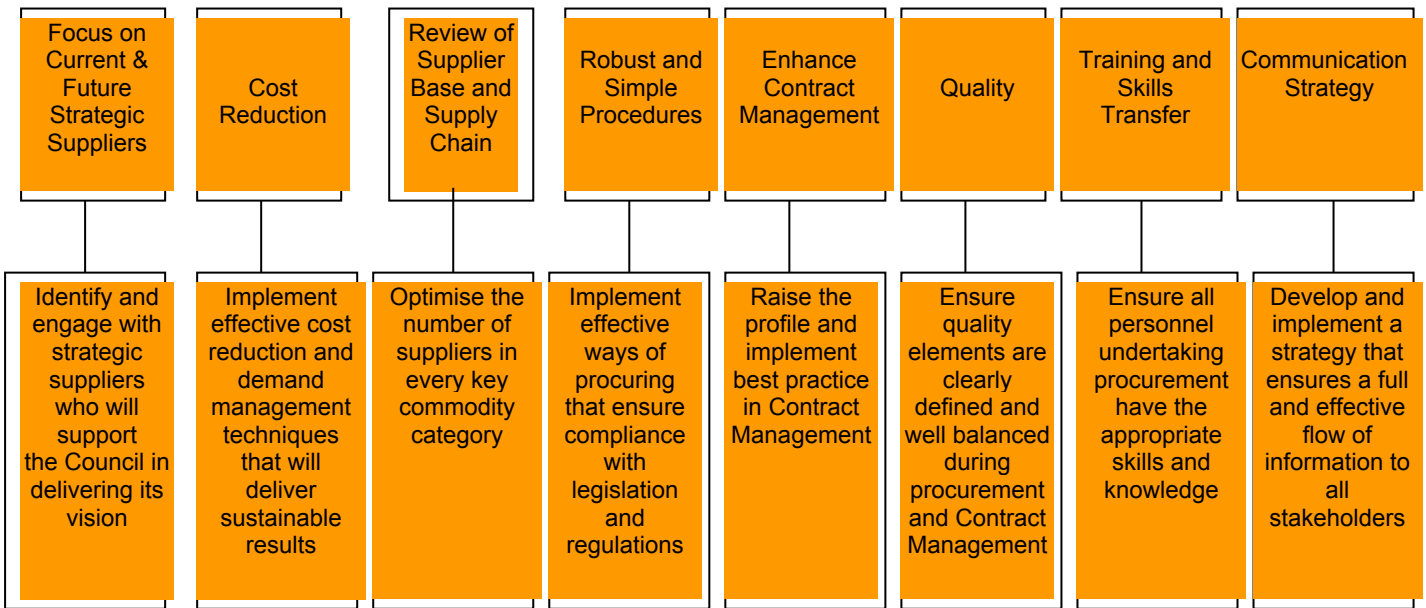 Focus on
Current &
Future
Strategic
Suppliers
Cost
Reduction
Review of
Supplier
Base and
Supply
Chain
Robust and
Simple
Procedures
Enhance
Contract
Management
Quality
Training and
Skills
Transfer
Communication
Strategy
Identify and
engage with
strategic
suppliers
who will
support
the Council in
delivering its
vision
Implement
effective cost
reduction and
demand
management
techniques
that will
deliver
sustainable
results
Optimise the
number of
suppliers in
every key
commodity
category
Implement
effective
ways of
procuring
that ensure
compliance
with
legislation
and
regulations
Raise the
profile and
implement
best practice
in Contract
Management
Ensure
quality
elements are
clearly
defined and
well balanced
during
procurement
and Contract
Management
Ensure all
personnel
undertaking
procurement
have the
appropriate
skills and
knowledge
Develop and
implement a
strategy that
ensures a full
and effective
flow of
information to
all
stakeholders